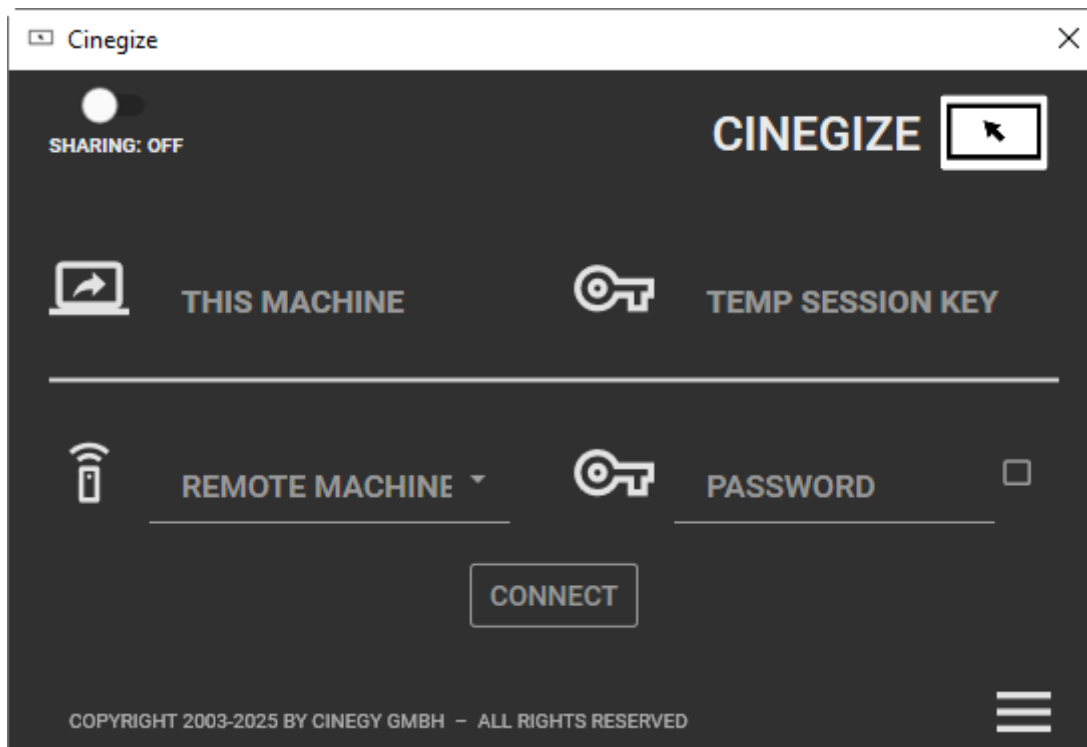 Cinegize
SHARING: OFF
CINEGIZE
THIS MACHINE
TEMP SESSION KEY
REMOTE MACHINE
PASSWORD
CONNECT
COPYRIGHT 2003-2025 BY CINEGY GMBH – ALL RIGHTS RESERVED